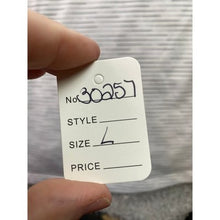 No. 30257
STYLE
SIZE L
PRICE